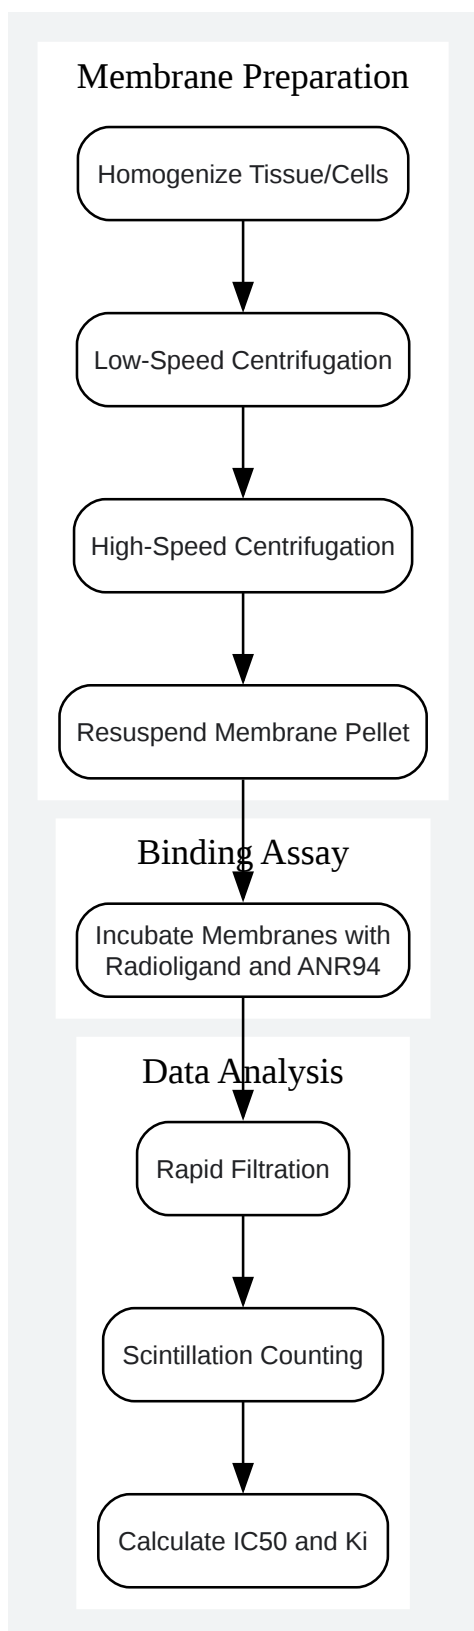 Membrane Preparation
Homogenize Tissue/Cells
Low-Speed Centrifugation
High-Speed Centrifugation
Resuspend Membrane Pellet
Binding Assay
Incubate Membranes with
Radioligand and ANR94
Data Analysis
Rapid Filtration
Scintillation Counting
Calculate IC50 and Ki